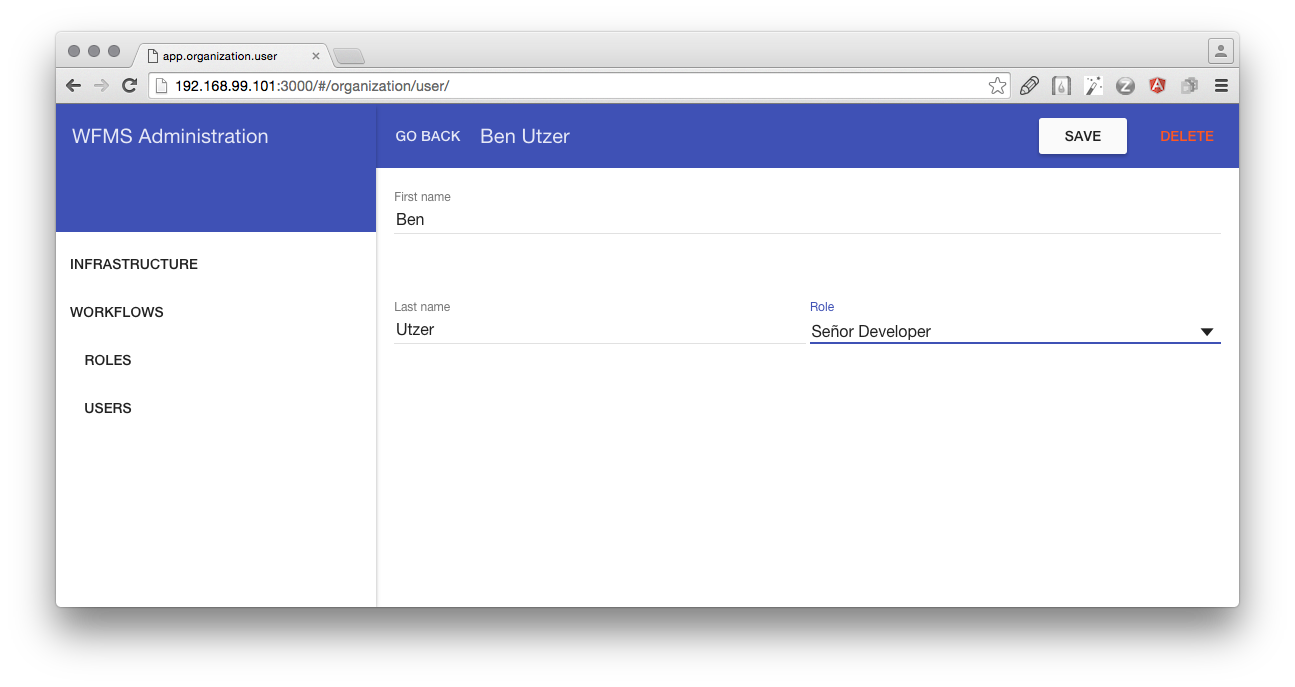 app.organization.user
192.168.99.101:3000/#/organization/user/
WFMS Administration
GO BACK Ben Utzer SAVE DELETE
INFRASTRUCTURE
WORKFLOWS
ROLES
USERS
First name
Ben
Last name Role
Utzer Señor Developer